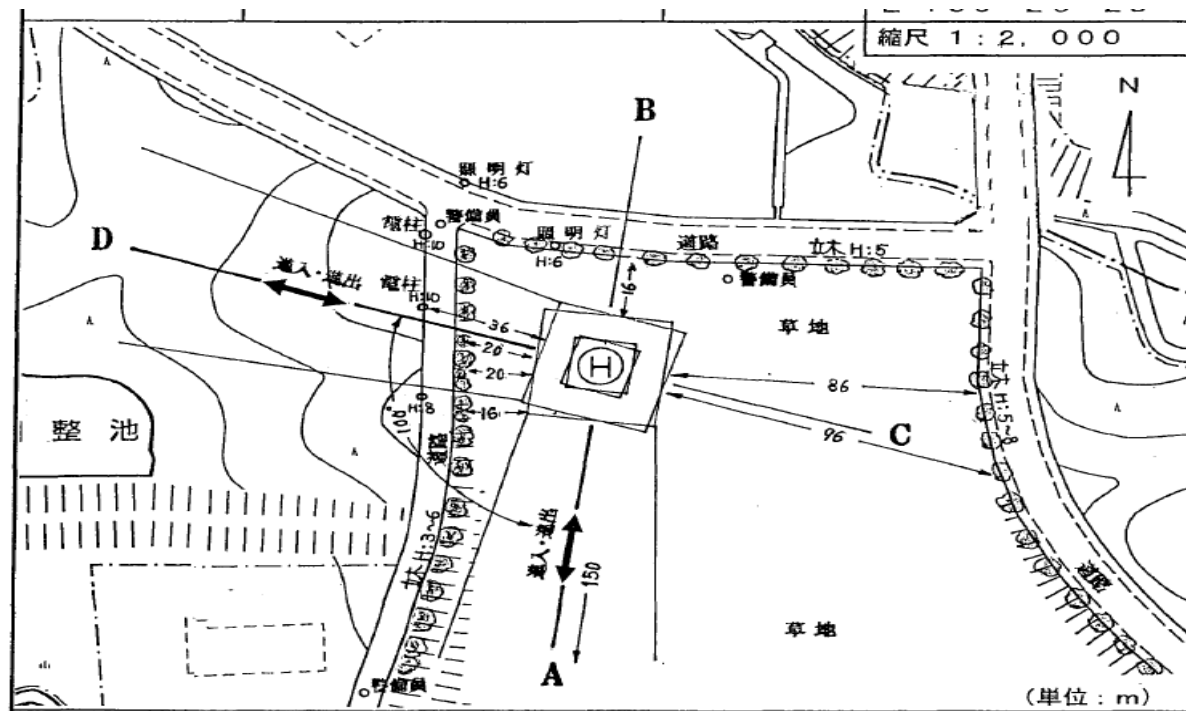 縮尺 1:2,000
N
B
照明灯
H:6
電柱
警備員
H:10
照明灯
H:6
道路
立木 H:5
警備員
D
進入・進出
電柱
H:10
36
16
草地
20
20
H
86
立木 H:5~8
H:8
16
100°
C
96
調整池
道路
立木 H:3~6
進入・進出
150
道路
草地
A
警備員
(単位:m)